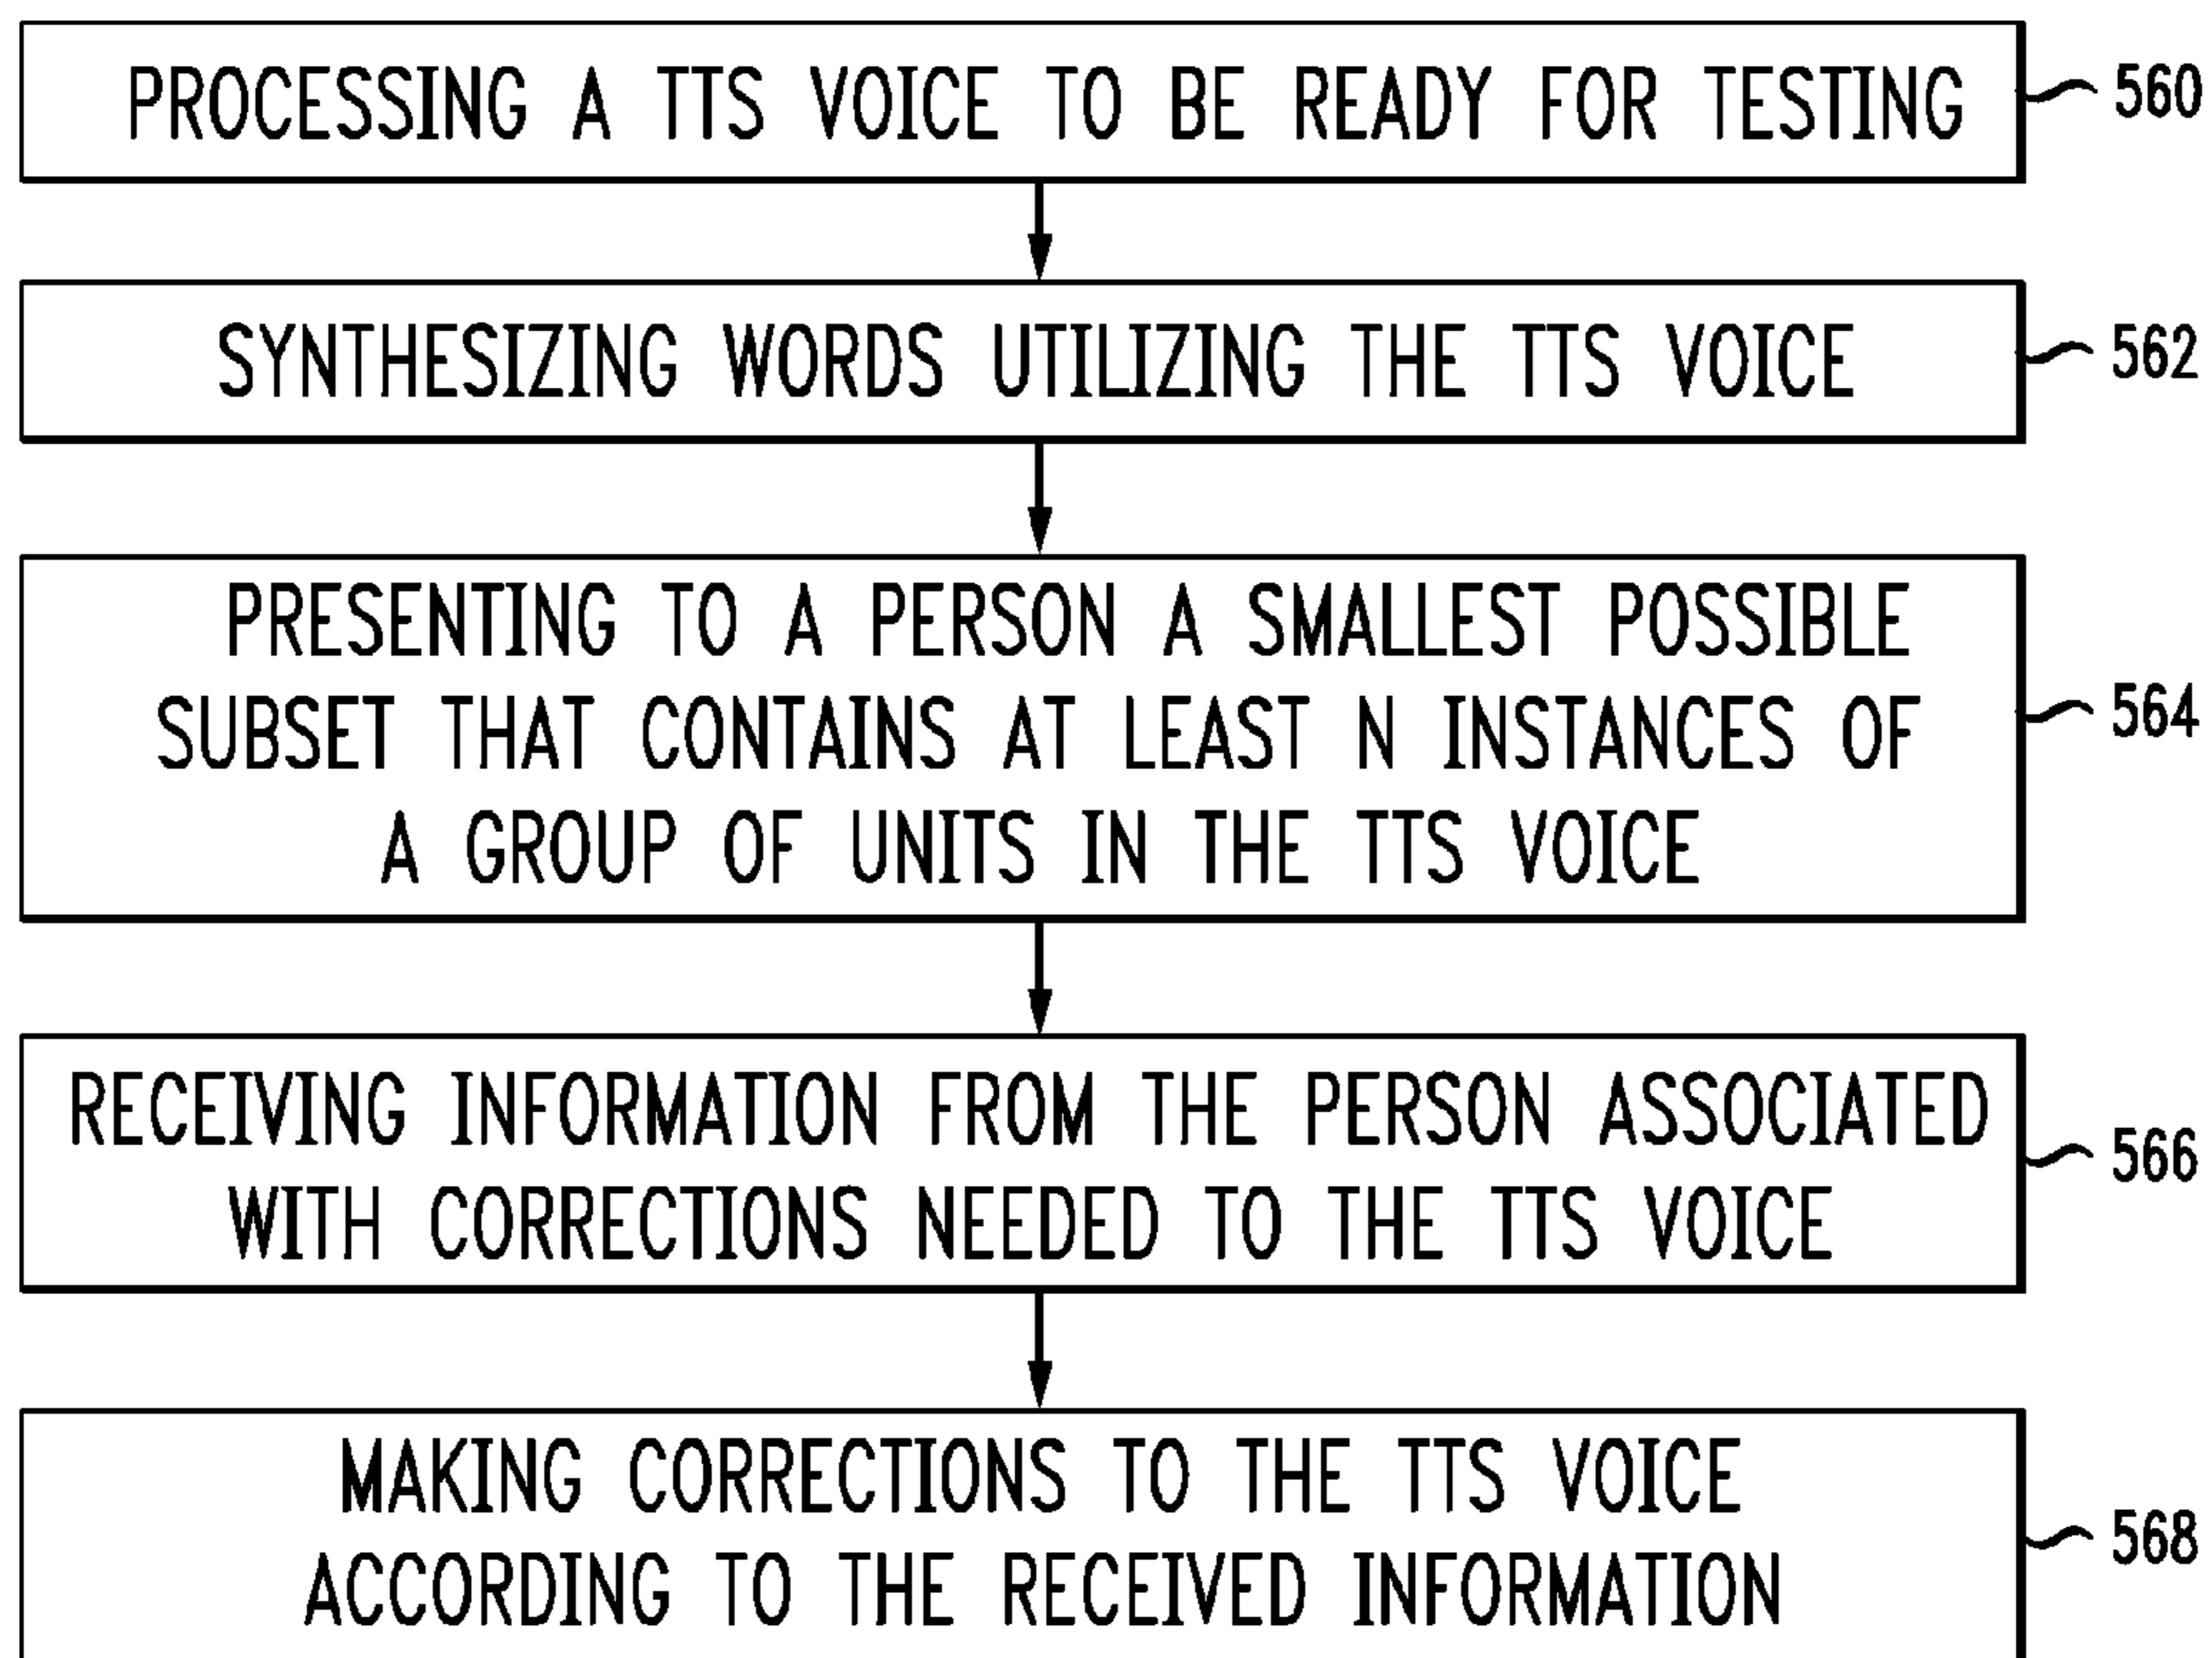 PROCESSING A TTS VOICE TO BE READY FOR TESTING
560
SYNTHESIZING WORDS UTILIZING THE TTS VOICE
562
PRESENTING TO A PERSON A SMALLEST POSSIBLE
SUBSET THAT CONTAINS AT LEAST N INSTANCES OF
A GROUP OF UNITS IN THE TTS VOICE
564
RECEIVING INFORMATION FROM THE PERSON ASSOCIATED
WITH CORRECTIONS NEEDED TO THE TTS VOICE
566
MAKING CORRECTIONS TO THE TTS VOICE
ACCORDING TO THE RECEIVED INFORMATION
568